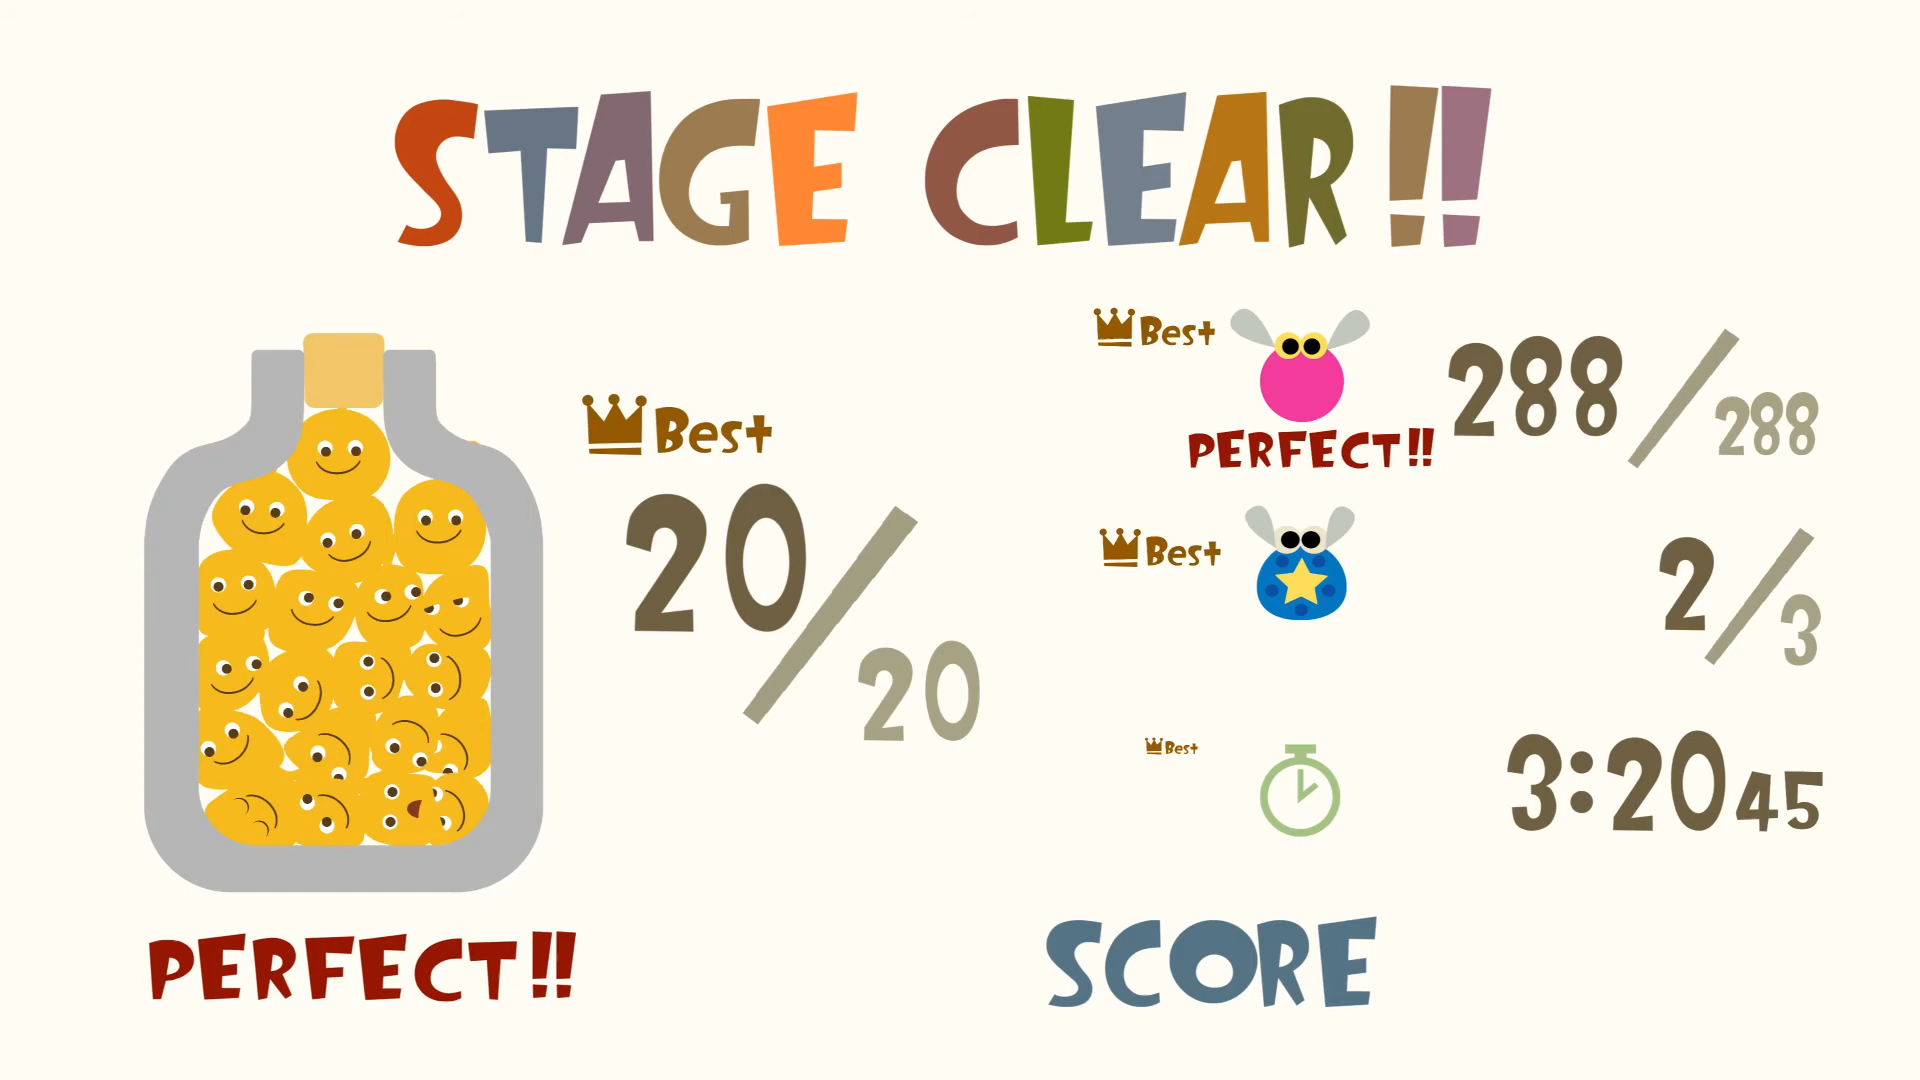 STAGE CLEAR!!
Best
20/20
PERFECT!!
Best
288/288
PERFECT!!
Best
2/3
Best
3:2045
SCORE